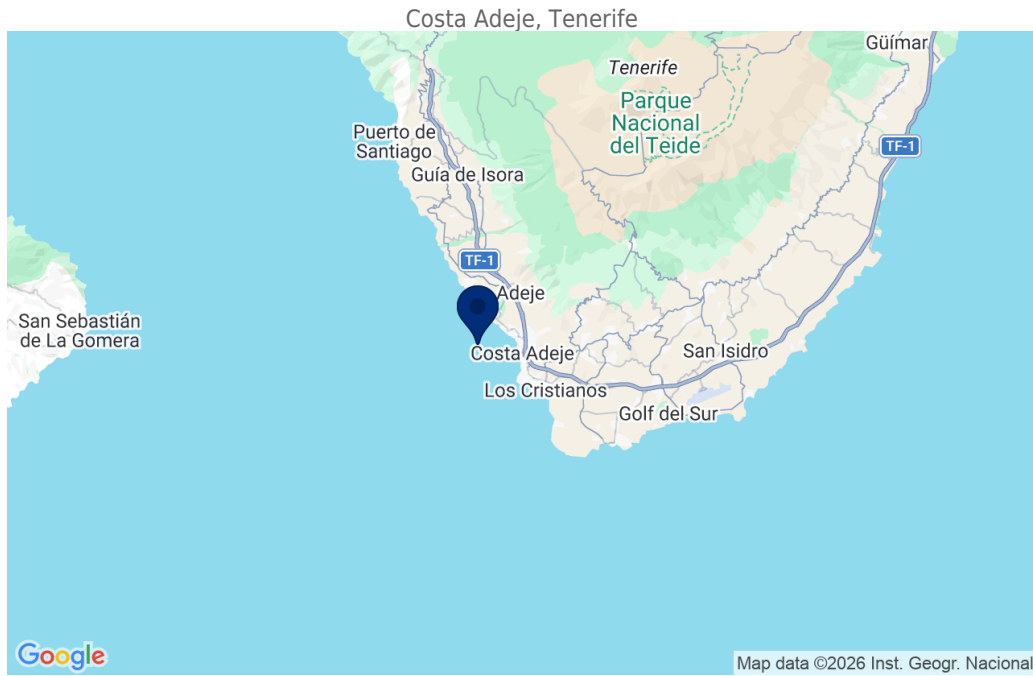 Costa Adeje, Tenerife
Güímar
Tenerife
Parque
Nacional
del Teide
Puerto de
Santiago
TF-1
Guía de Isora
TF-1
Adeje
San Sebastián
de La Gomera
Costa Adeje
San Isidro
Los Cristianos
Golf del Sur
Google
Map data ©2026 Inst. Geogr. Nacional